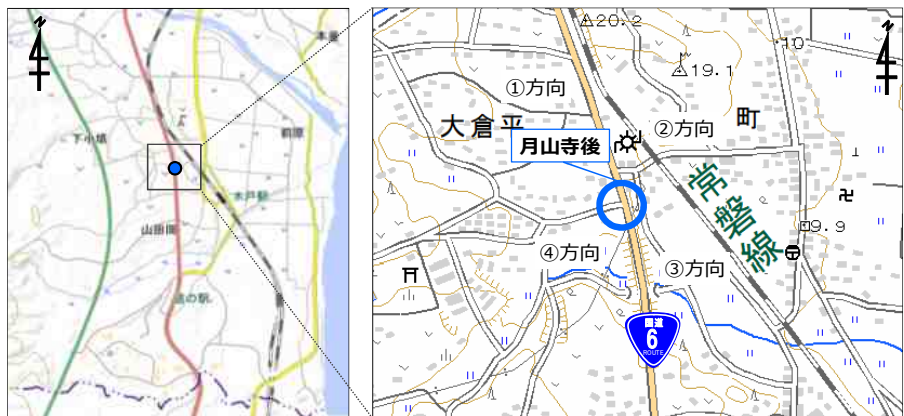 N
下小塙
前原
木戸駅
山田岡
道の駅
N
20.2
10
19.1
①方向
②方向
大倉平
町
月山寺後
常磐線
9.9
④方向
③方向
国道
6
ROUTE